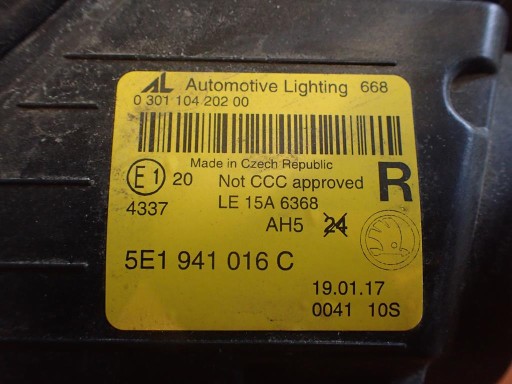 AL Automotive Lighting 668
0 301 104 202 00
Made in Czech Republic
E1 20 Not CCC approved R
4337 LE 15A 6368
AH5 24
5E1 941 016 C
19.01.17
0041 10S